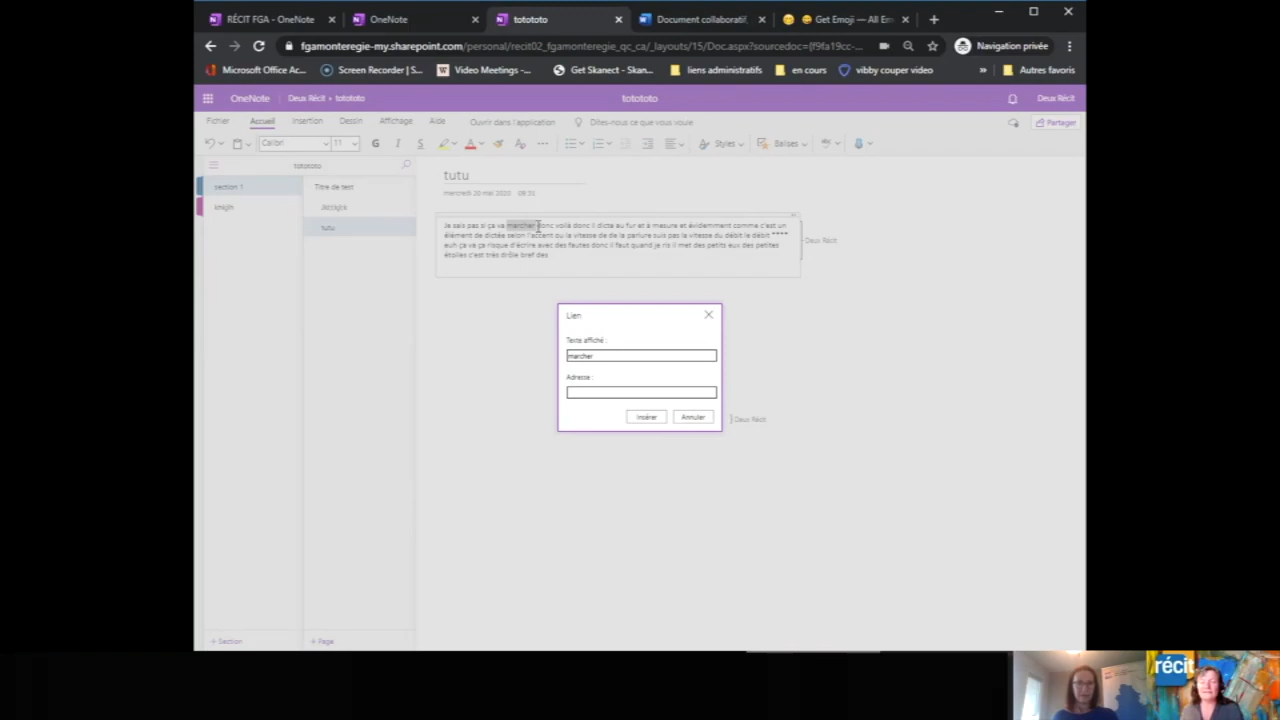 RÉCIT FGA - OneNote
OneNote
totototo
Document collaboratif.
Get Emoji — All Em
fgamonteregie-my.sharepoint.com/personal/recit02_fgamonteregie_qc_ca/_layouts/15/Doc.aspx?sourcedoc={f9fa19cc-...
Navigation privée
Microsoft Office Ac...
Screen Recorder | S...
Video Meetings -...
Get Skanect - Skan...
liens administratifs
en cours
vibby couper video
»
Autres favoris
OneNote
Deux Récit › totototo
totototo
Deux Récit
Fichier
Accueil
Insertion
Dessin
Affichage
Aide
Ouvrir dans l'application
Dites-nous ce que vous voulez
Partager
Calibri
11
G
I
S
Styles
Balises
totototo
section 1
Titre de test
tutu
mercredi 20 mai 2020
Je sais pas si ça va marcher donc voilà donc il dicte au fur et à mesure et évidemment comme c'est un
élément de dictée selon l'accent ou la vitesse de de la parlure suis pas la vitesse du débit le débit ****
euh ça va ça risque d'écrire avec des fautes donc il faut quand je ris il met des petits eux des petites
étoiles c'est très drôle bref des
Deux Récit
tutu
Lien
Texte affiché :
marcher
Adresse :
Insérer
Annuler
Deux Récit
+ Section
+ Page
récit